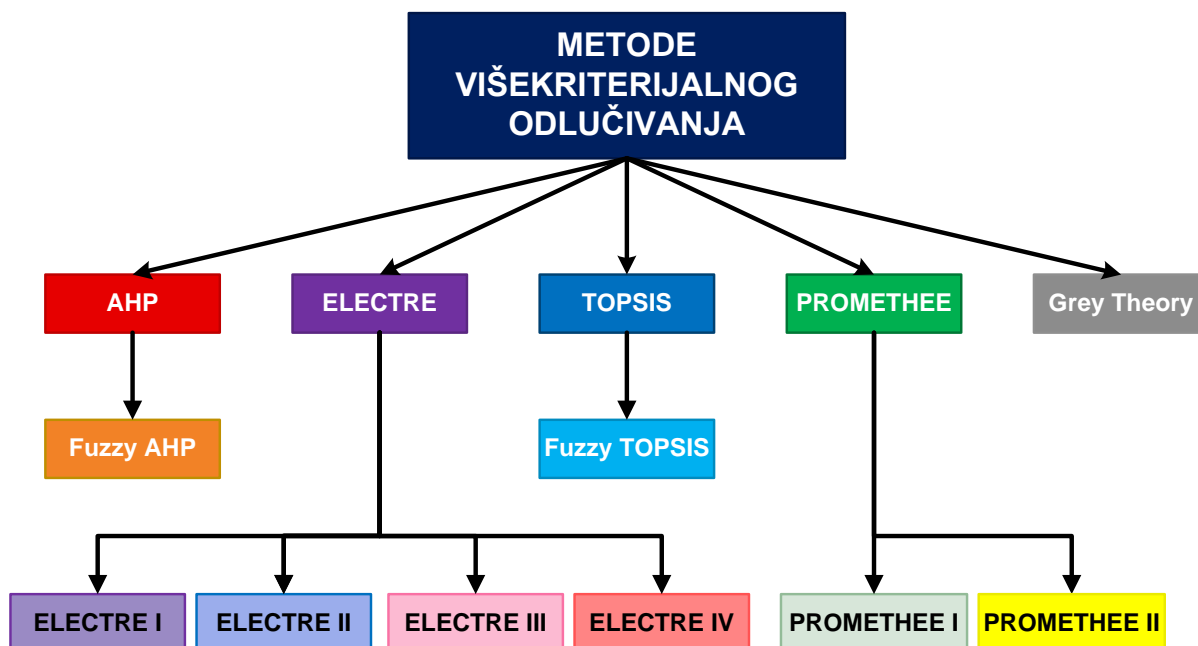 METODE
VIŠEKRITERIJALNOG
ODLUČIVANJA
AHP
ELECTRE
TOPSIS
PROMETHEE
Grey Theory
Fuzzy AHP
Fuzzy TOPSIS
ELECTRE I
ELECTRE II
ELECTRE III
ELECTRE IV
PROMETHEE I
PROMETHEE II